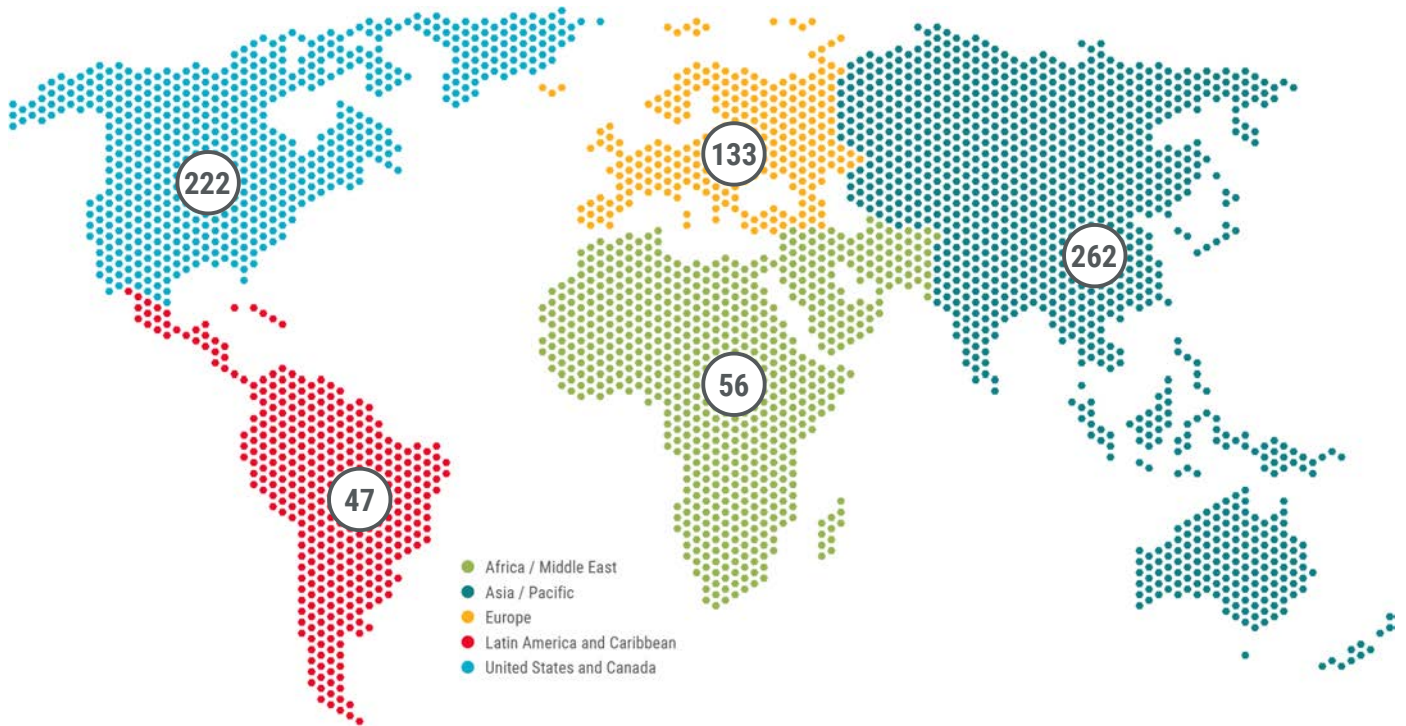 133
222
262
56
47
Africa / Middle East
Asia / Pacific
Europe
Latin America and Caribbean
United States and Canada